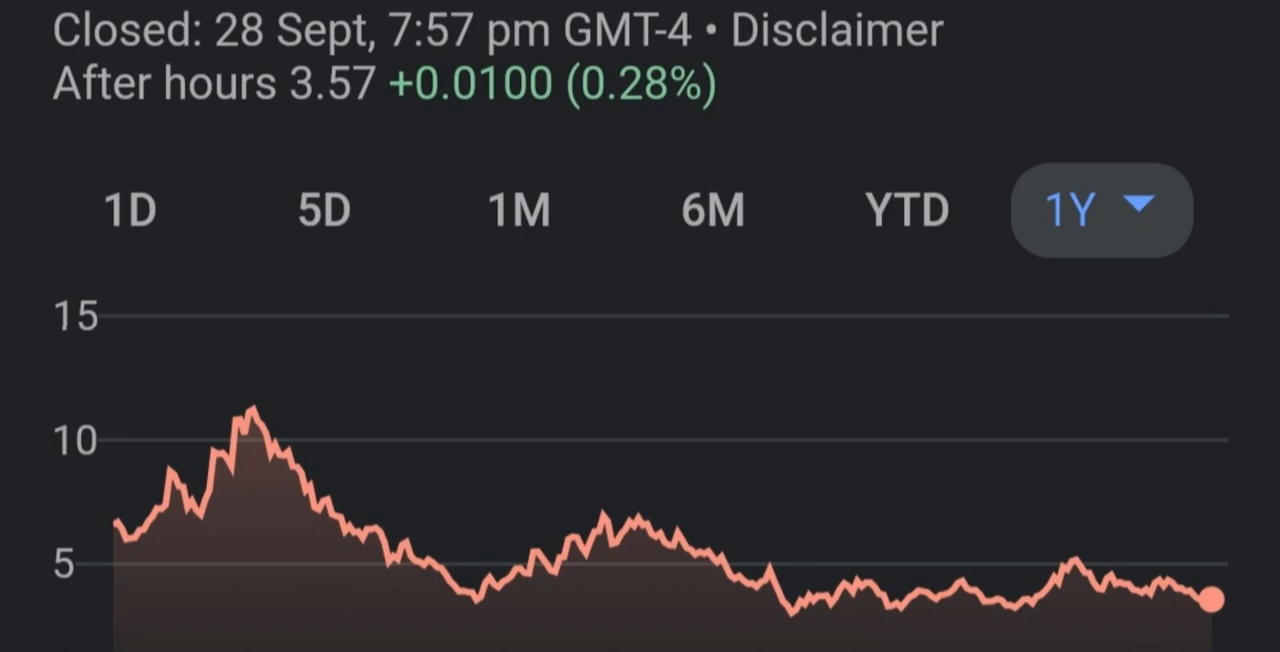 Closed: 28 Sept, 7:57 pm GMT-4 • Disclaimer
After hours 3.57 +0.0100 (0.28%)
1D 5D 1M 6M YTD 1Y
15
10
5